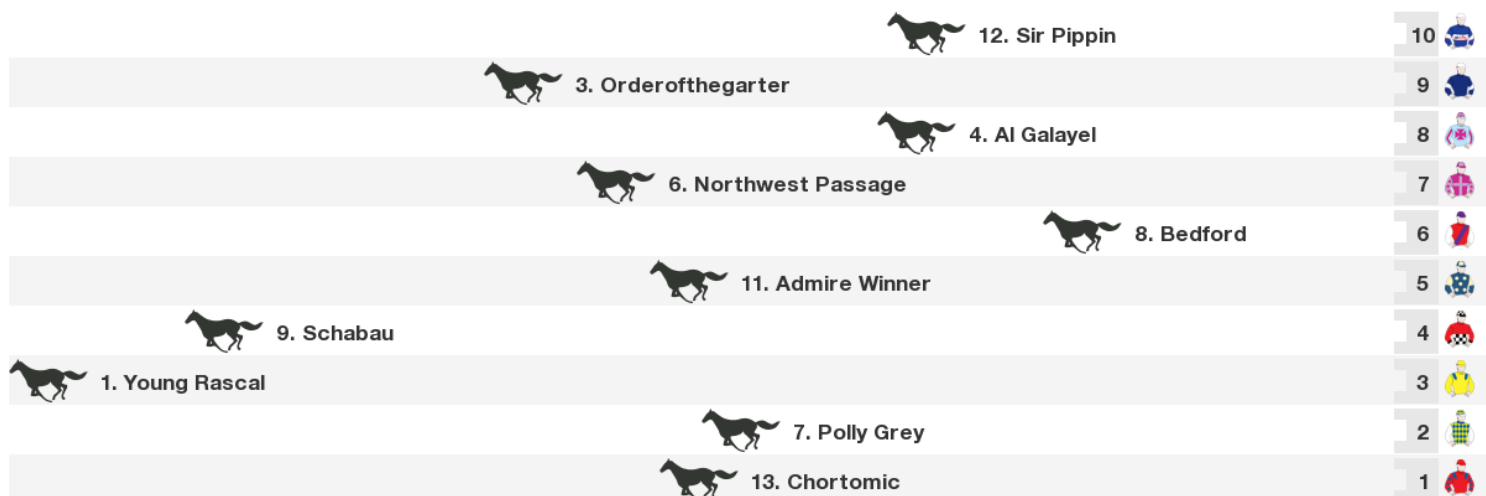 12. Sir Pippin 10
3. Orderofthegarter 9
4. Al Galayel 8
6. Northwest Passage 7
8. Bedford 6
11. Admire Winner 5
9. Schabau 4
1. Young Rascal 3
7. Polly Grey 2
13. Chortomic 1